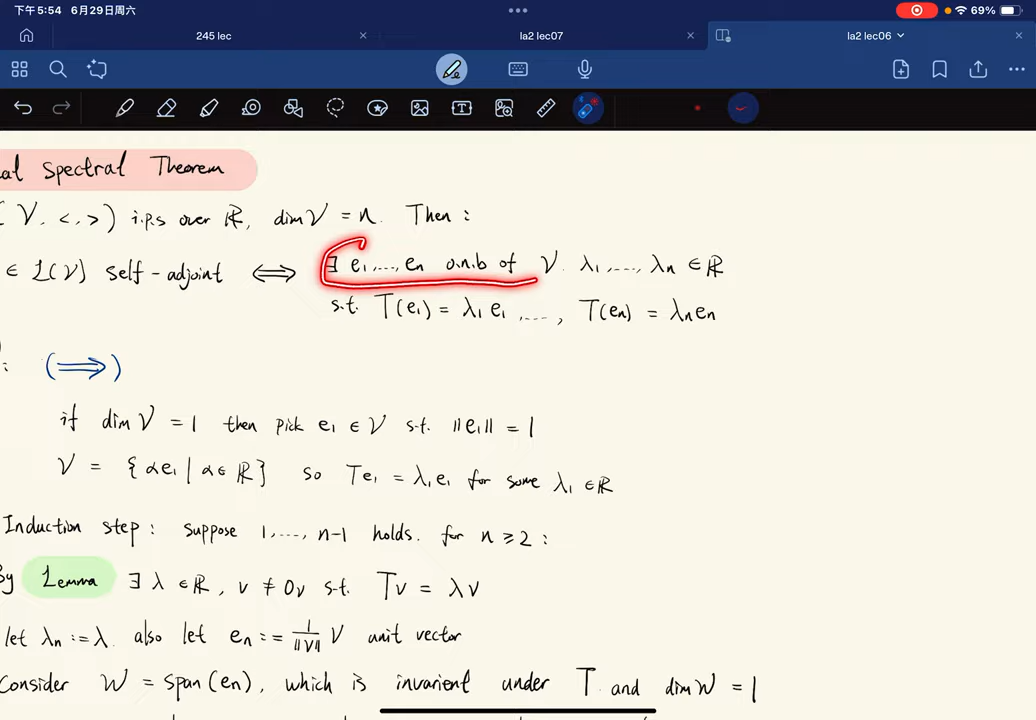 下午5:54 6月29日周六
69%
245 lec
la2 lec07
la2 lec06
al Spectral Theorem
( V, <,>) i.p.s over ℝ, dim V = n. Then :
∈ L(V) self-adjoint ⟺ ∃ e₁,...,en o.n.b of V. λ₁,...,λn ∈ ℝ
s.t. T(e₁) = λ₁e₁ ,...., T(en) = λnen
: (⟹)
if dim V = 1 then pick e₁ ∈ V s.t. ||e₁|| = 1
V = {αe₁ | α ∈ ℝ} so Te₁ = λ₁e₁ for some λ₁ ∈ ℝ
Induction step : suppose 1,...., n-1 holds. for n ≥ 2 :
By Lemma ∃ λ ∈ ℝ, v ≠ 0v s.t. Tv = λv
let λn := λ. also let en := 1/||v|| v unit vector
Consider W = span(en), which is invarient under T. and dim W = 1